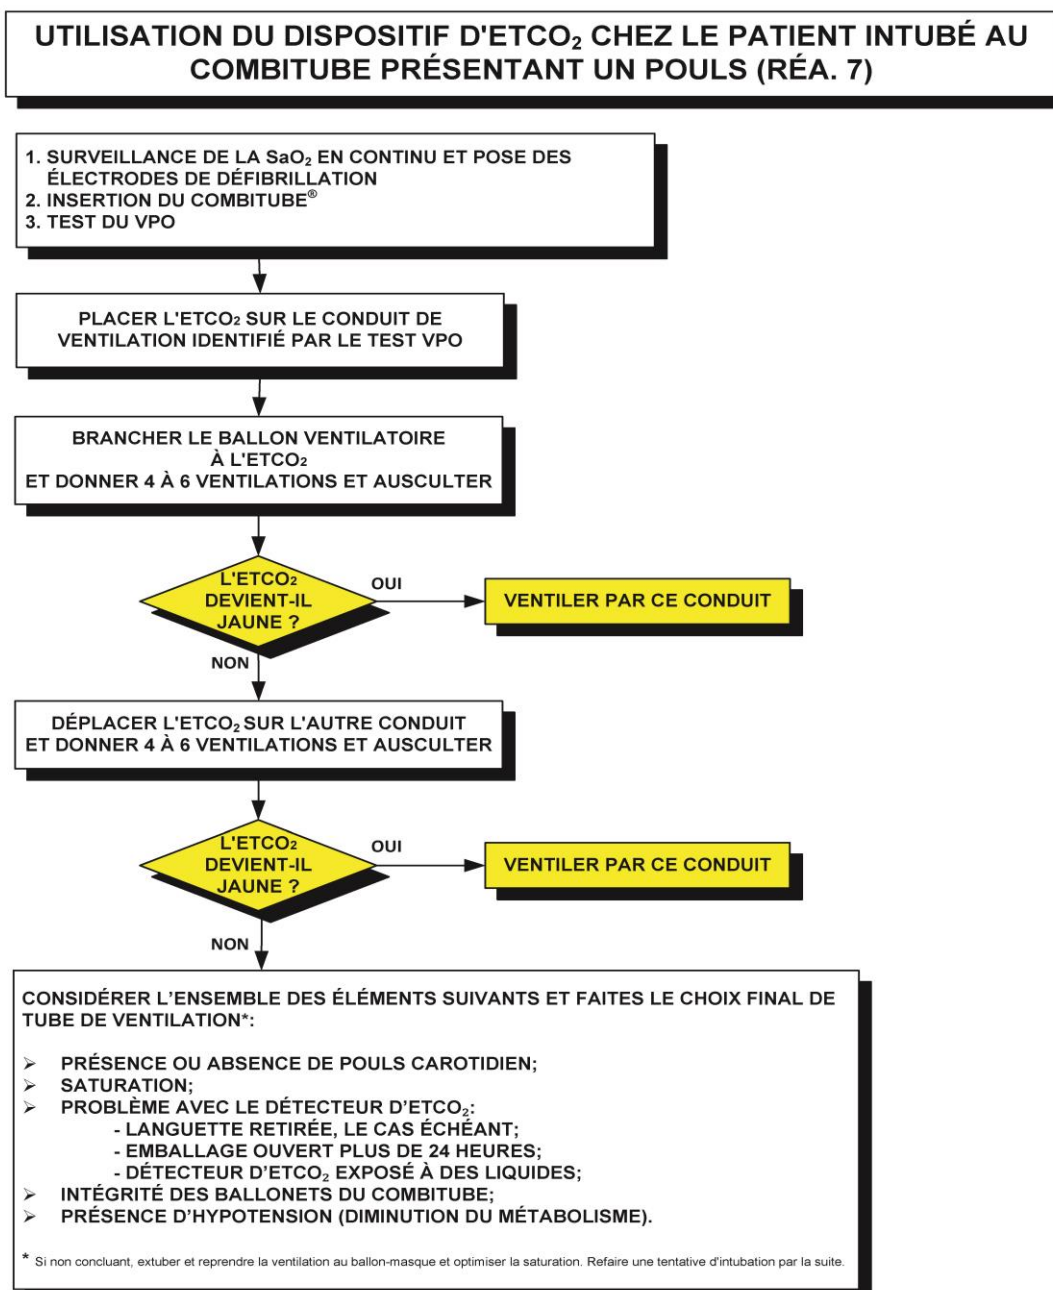 UTILISATION DU DISPOSITIF D'ETCO₂ CHEZ LE PATIENT INTUBÉ AU
COMBITUBE PRÉSENTANT UN POULS (RÉA. 7)
1. SURVEILLANCE DE LA SaO₂ EN CONTINU ET POSE DES
ÉLECTRODES DE DÉFIBRILLATION
2. INSERTION DU COMBITUBE®
3. TEST DU VPO
PLACER L'ETCO₂ SUR LE CONDUIT DE
VENTILATION IDENTIFIÉ PAR LE TEST VPO
BRANCHER LE BALLON VENTILATOIRE
À L'ETCO₂
ET DONNER 4 À 6 VENTILATIONS ET AUSCULTER
L'ETCO₂
DEVIENT-IL
JAUNE ?
OUI
VENTILER PAR CE CONDUIT
NON
DÉPLACER L'ETCO₂ SUR L'AUTRE CONDUIT
ET DONNER 4 À 6 VENTILATIONS ET AUSCULTER
L'ETCO₂
DEVIENT-IL
JAUNE ?
OUI
VENTILER PAR CE CONDUIT
NON
CONSIDÉRER L'ENSEMBLE DES ÉLÉMENTS SUIVANTS ET FAITES LE CHOIX FINAL DE
TUBE DE VENTILATION*:
➢ PRÉSENCE OU ABSENCE DE POULS CAROTIDIEN;
➢ SATURATION;
➢ PROBLÈME AVEC LE DÉTECTEUR D'ETCO₂:
- LANGUETTE RETIRÉE, LE CAS ÉCHÉANT;
- EMBALLAGE OUVERT PLUS DE 24 HEURES;
- DÉTECTEUR D'ETCO₂ EXPOSÉ À DES LIQUIDES;
➢ INTÉGRITÉ DES BALLONETS DU COMBITUBE;
➢ PRÉSENCE D'HYPOTENSION (DIMINUTION DU MÉTABOLISME).
* Si non concluant, extuber et reprendre la ventilation au ballon-masque et optimiser la saturation. Refaire une tentative d'intubation par la suite.